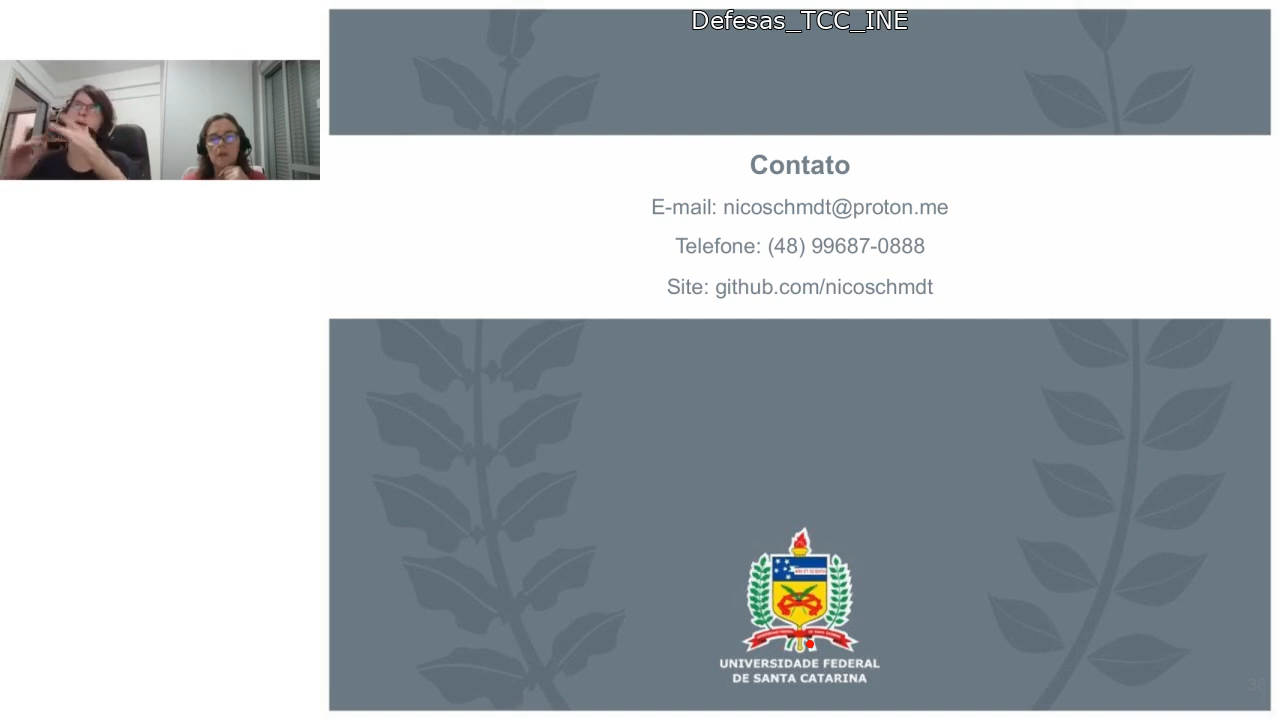 Defesas_TCC_INE
Contato
E-mail: nicoschmdt@proton.me
Telefone: (48) 99687-0888
Site: github.com/nicoschmdt
UNIVERSIDADE FEDERAL
DE SANTA CATARINA